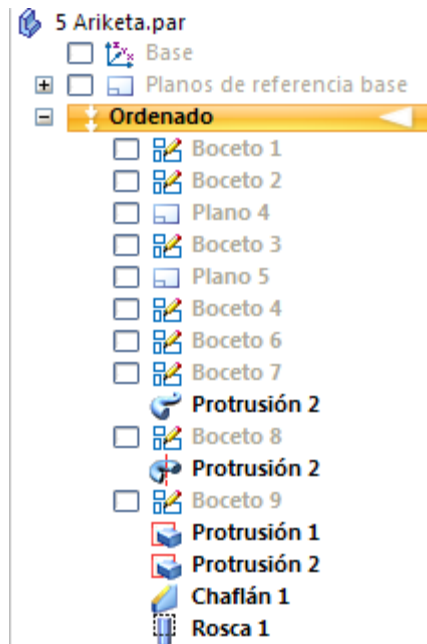 5 Ariketa.par
Base
Planos de referencia base
Ordenado
Boceto 1
Boceto 2
Plano 4
Boceto 3
Plano 5
Boceto 4
Boceto 6
Boceto 7
Protrusión 2
Boceto 8
Protrusión 2
Boceto 9
Protrusión 1
Protrusión 2
Chaflán 1
Rosca 1